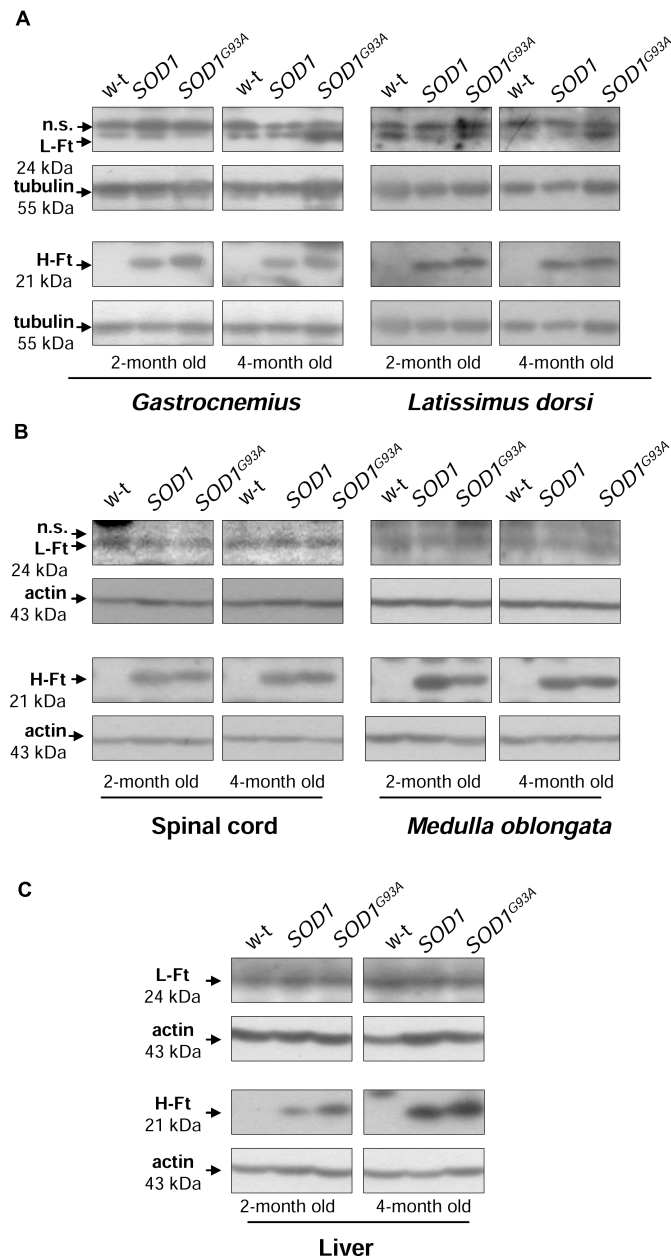 A
w-t SOD1 SOD1G93A w-t SOD1 SOD1G93A w-t SOD1 SOD1G93A w-t SOD1 SOD1G93A
n.s.
L-Ft
24 kDa
tubulin
55 kDa
H-Ft
21 kDa
tubulin
55 kDa
2-month old 4-month old 2-month old 4-month old
Gastrocnemius Latissimus dorsi
B
w-t SOD1 SOD1G93A w-t SOD1 SOD1G93A w-t SOD1 SOD1G93A w-t SOD1 SOD1G93A
n.s.
L-Ft
24 kDa
actin
43 kDa
H-Ft
21 kDa
actin
43 kDa
2-month old 4-month old 2-month old 4-month old
Spinal cord Medulla oblongata
C
w-t SOD1 SOD1G93A w-t SOD1 SOD1G93A
L-Ft
24 kDa
actin
43 kDa
H-Ft
21 kDa
actin
43 kDa
2-month old 4-month old
Liver